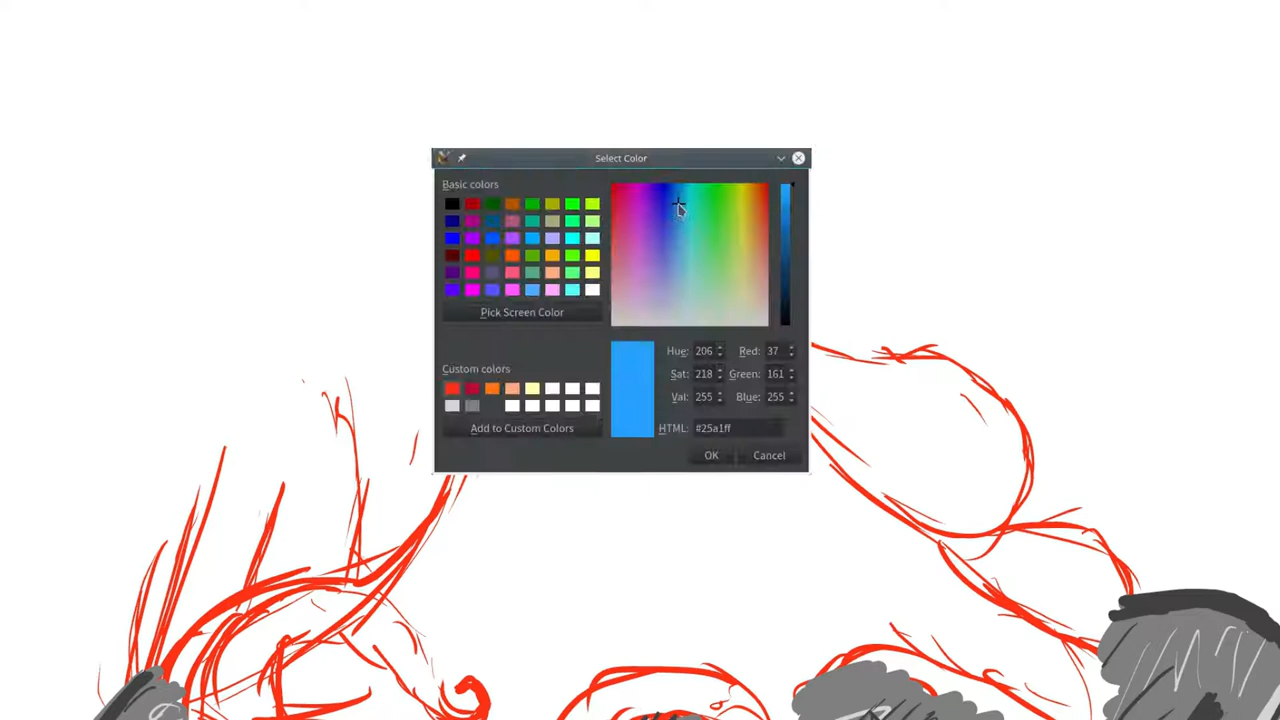 Select Color
Basic colors
Pick Screen Color
Custom colors
Add to Custom Colors
Hue: 206 Red: 37
Sat: 218 Green: 161
Val: 255 Blue: 255
HTML: #25a1ff
OK Cancel